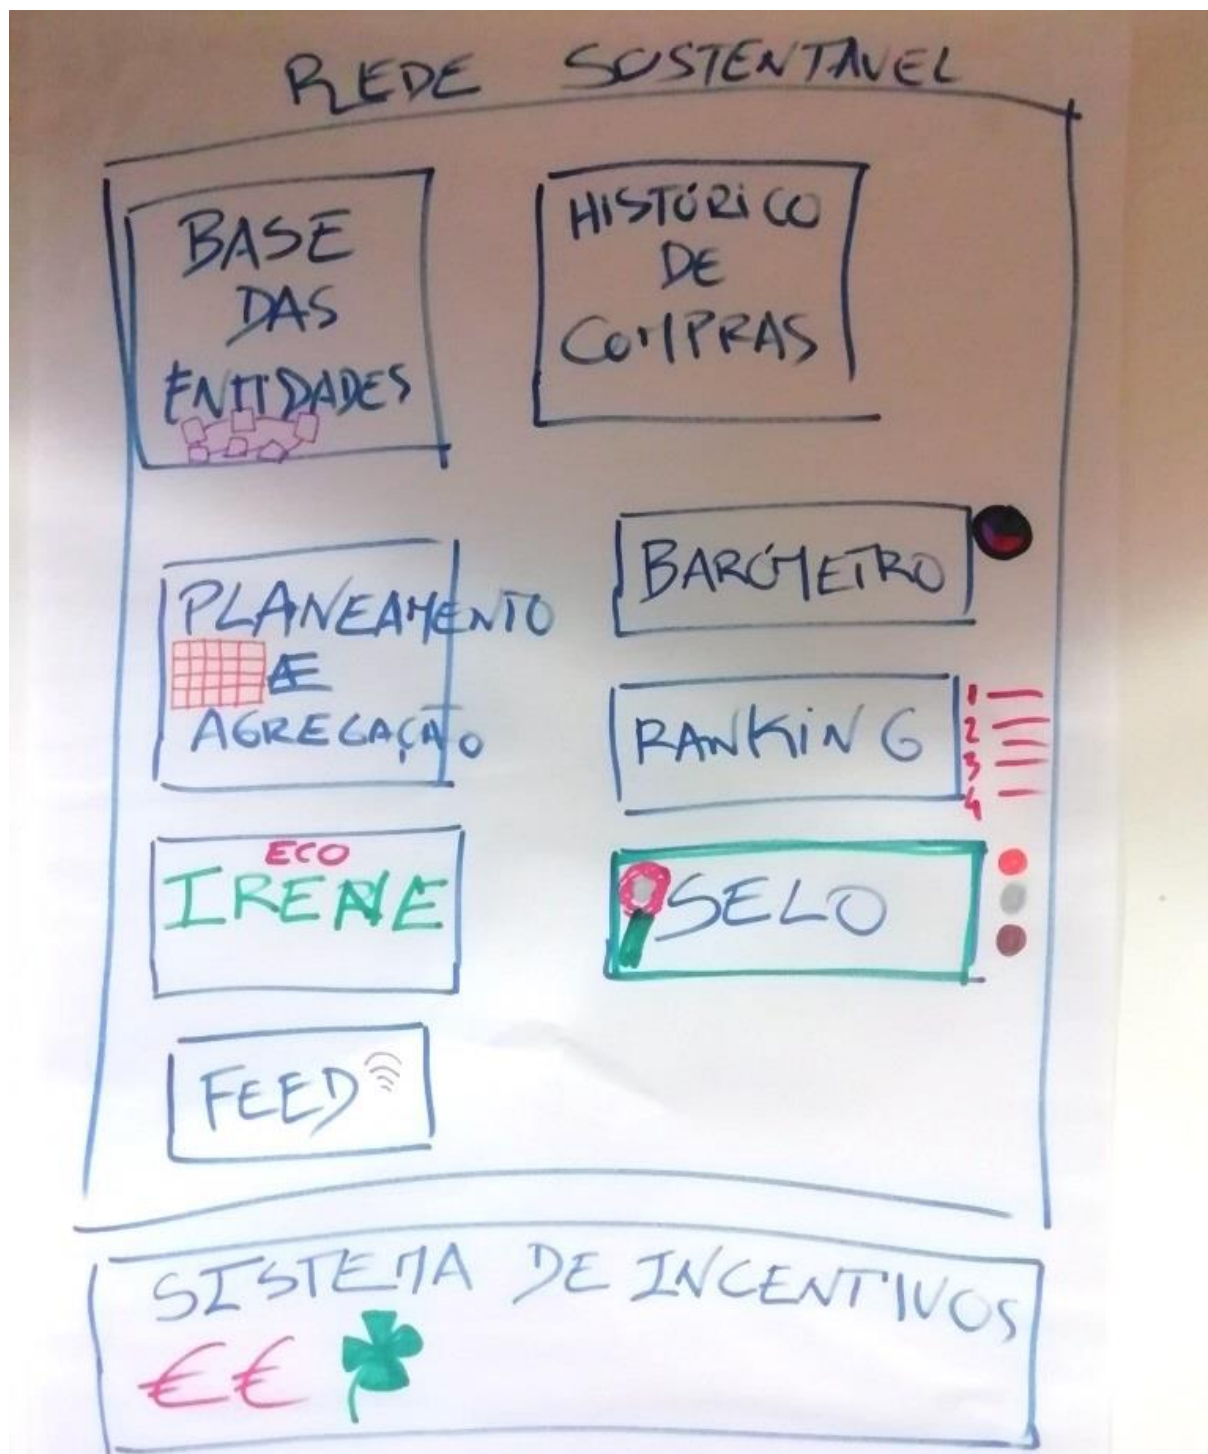 REDE SUSTENTAVEL
BASE
DAS
ENTIDADES
HISTÓRICO
DE
COMPRAS
PLANEAMENTO
E
AGREGAÇÃO
BARÓMETRO
RANKING
1
2
3
4
ECO
IRENE
SELO
FEED
SISTEMA DE INCENTIVOS
€€